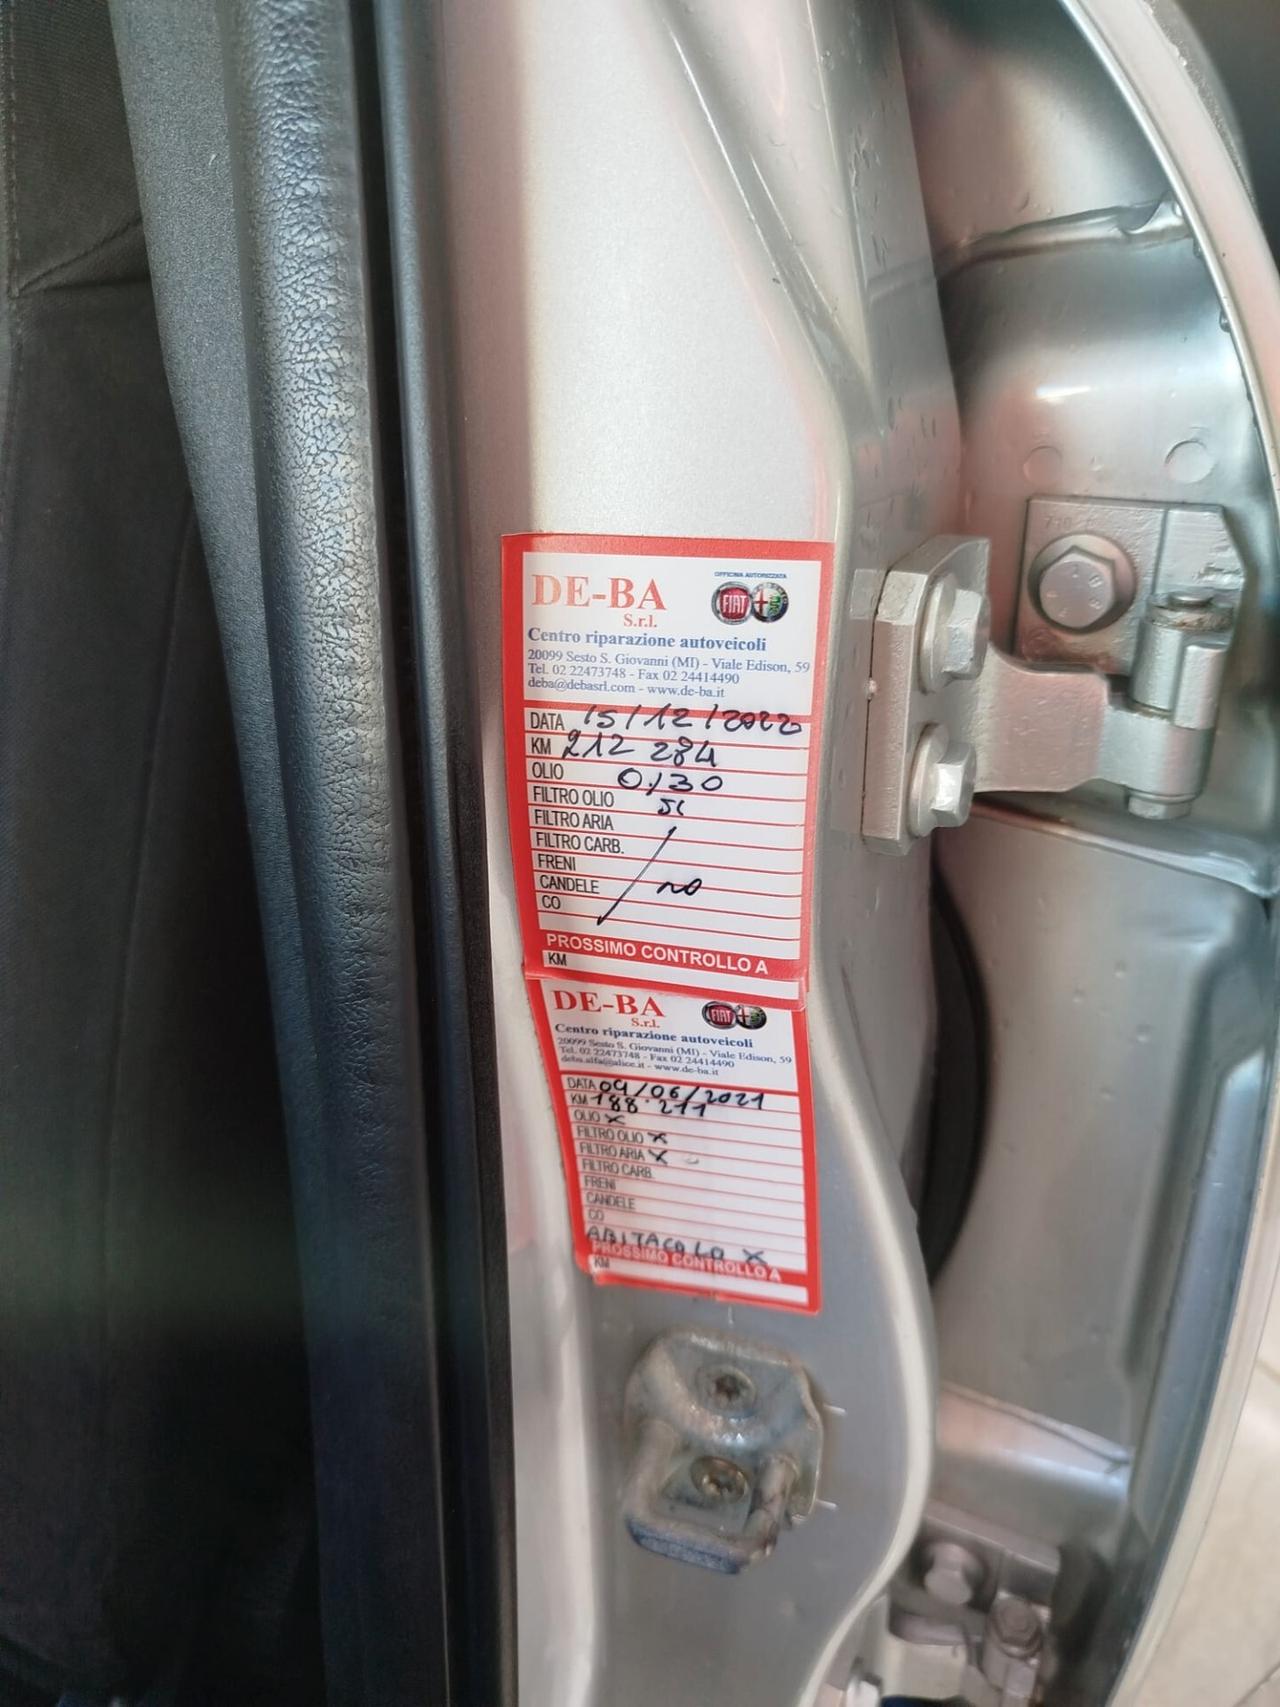 OFFICINA AUTORIZZATA
DE-BA
S.r.l.
FIAT
Centro riparazione autoveicoli
20099 Sesto S. Giovanni (MI) - Viale Edison, 59
Tel. 02 22473748 - Fax 02 24414490
deba@debasrl.com - www.de-ba.it
DATA 15/12/2022
KM 212 284
OLIO 0/30
FILTRO OLIO SI
FILTRO ARIA
FILTRO CARB.
FRENI
CANDELE NO
CO
PROSSIMO CONTROLLO A
KM
DE-BA
S.r.l.
FIAT
Centro riparazione autoveicoli
20099 Sesto S. Giovanni (MI) - Viale Edison, 59
Tel. 02 22473748 - Fax 02 24414490
deba.alfa@alice.it - www.de-ba.it
DATA 04/06/2021
KM 188.211
OLIO X
FILTRO OLIO X
FILTRO ARIA X
FILTRO CARB.
FRENI
CANDELE
CO
ABITACOLO X
PROSSIMO CONTROLLO A
KM